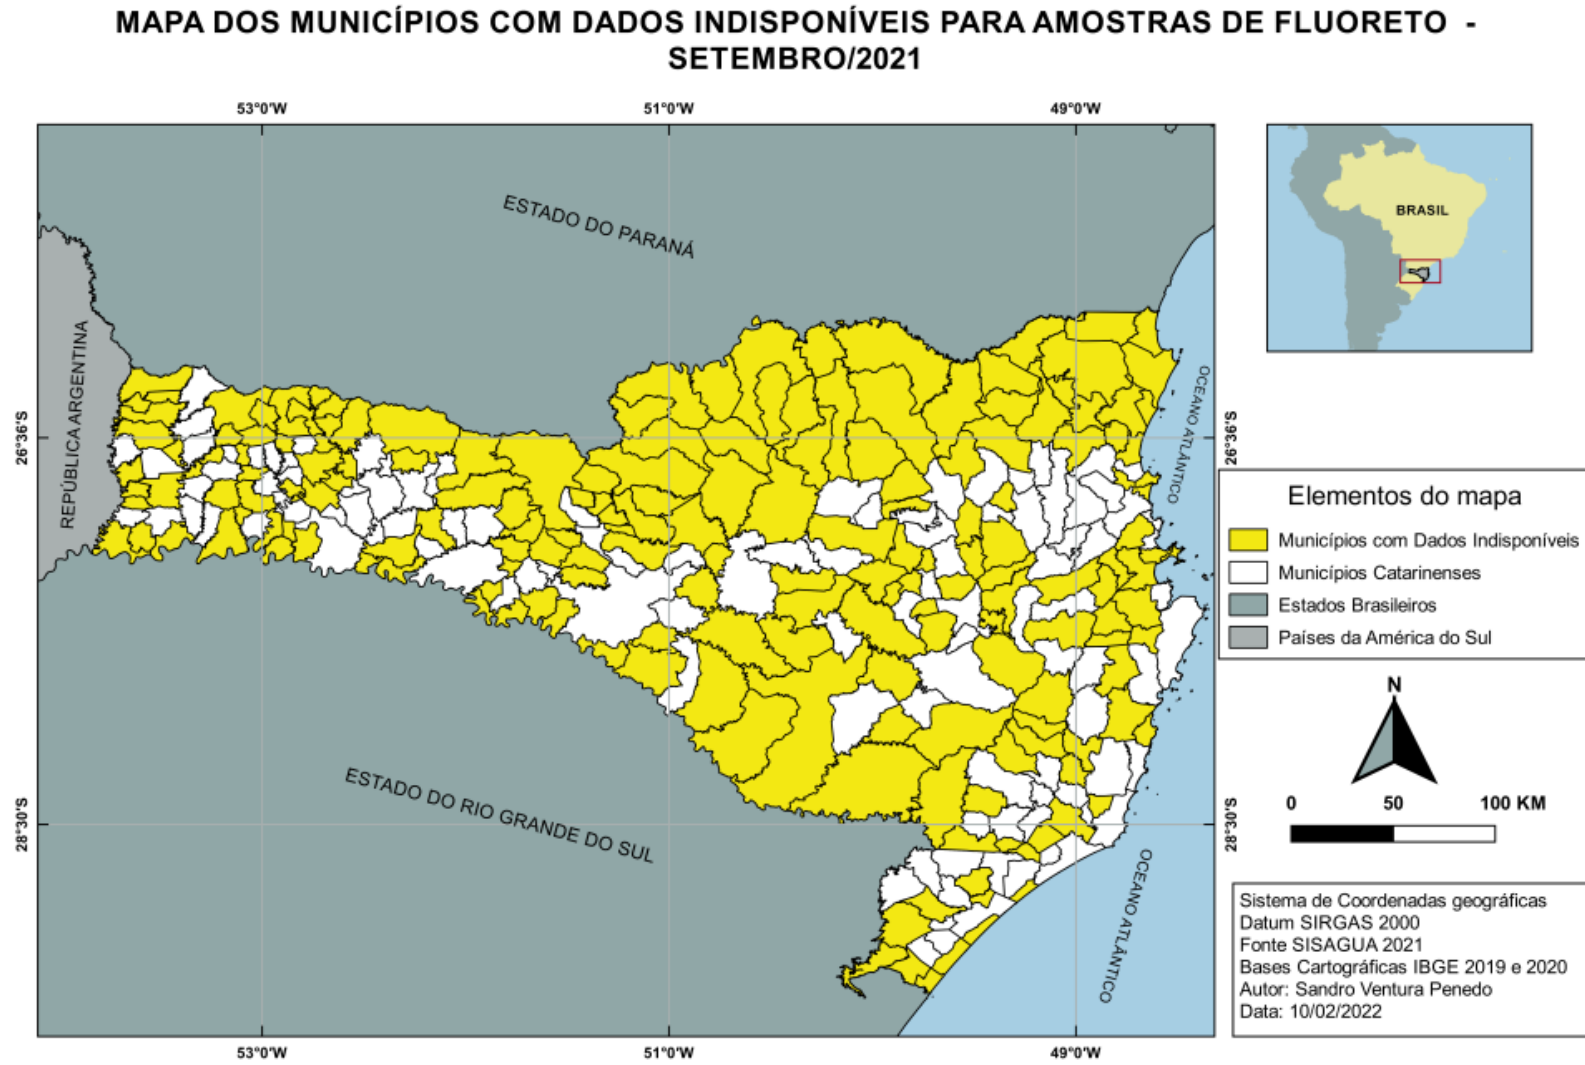 MAPA DOS MUNICÍPIOS COM DADOS INDISPONÍVEIS PARA AMOSTRAS DE FLUORETO -
SETEMBRO/2021
53°0'W
51°0'W
49°0'W
ESTADO DO PARANÁ
BRASIL
REPÚBLICA ARGENTINA
OCEANO ATLÂNTICO
26°36'S
26°36'S
Elementos do mapa
Municípios com Dados Indisponíveis
Municípios Catarinenses
Estados Brasileiros
Países da América do Sul
N
ESTADO DO RIO GRANDE DO SUL
0 50 100 KM
28°30'S
28°30'S
OCEANO ATLÂNTICO
Sistema de Coordenadas geográficas
Datum SIRGAS 2000
Fonte SISAGUA 2021
Bases Cartográficas IBGE 2019 e 2020
Autor: Sandro Ventura Penedo
Data: 10/02/2022
53°0'W
51°0'W
49°0'W